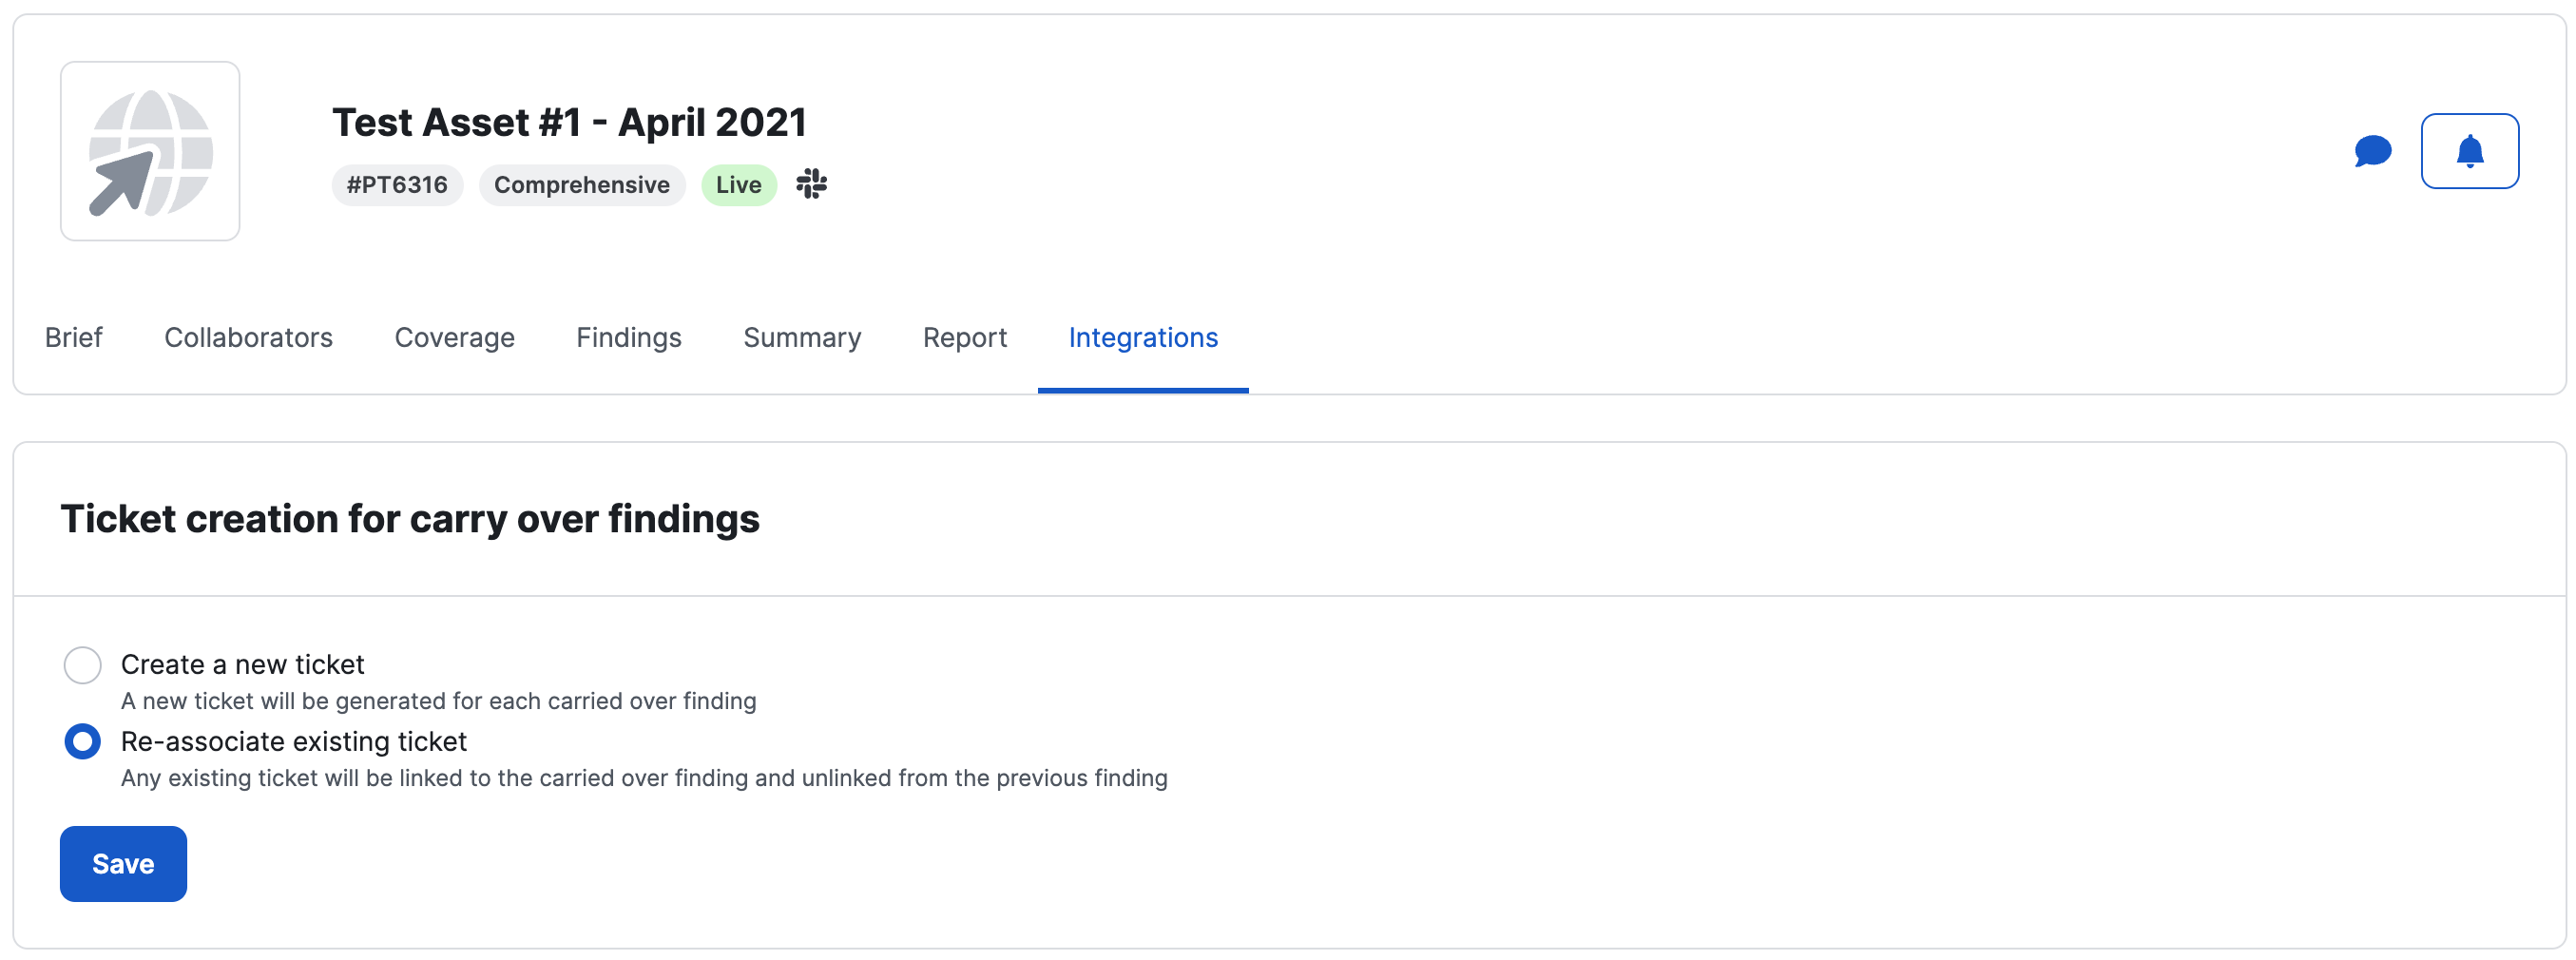 Test Asset #1 - April 2021
#PT6316 Comprehensive Live
Brief Collaborators Coverage Findings Summary Report Integrations
Ticket creation for carry over findings
Create a new ticket
A new ticket will be generated for each carried over finding
Re-associate existing ticket
Any existing ticket will be linked to the carried over finding and unlinked from the previous finding
Save